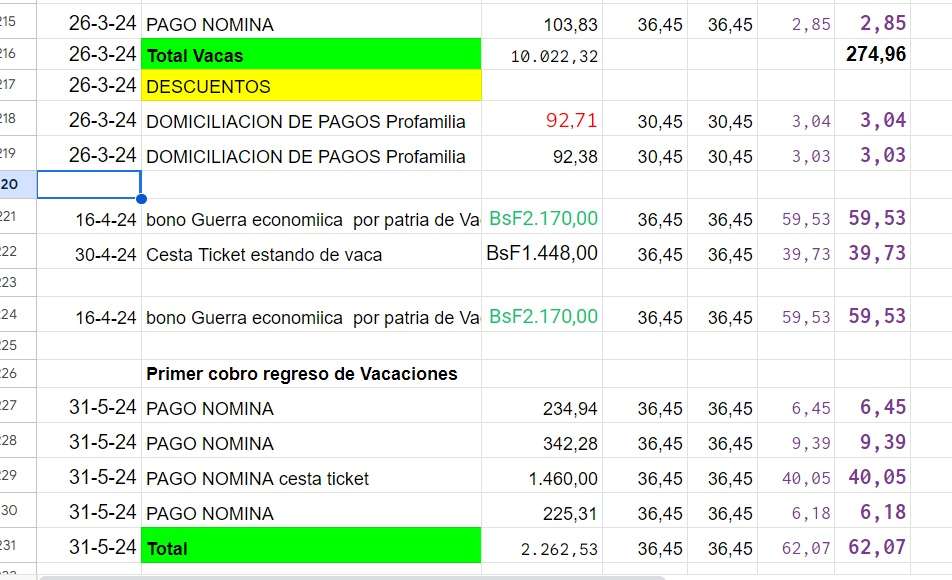 215 26-3-24 PAGO NOMINA 103,83 36,45 36,45 2,85 2,85
216 26-3-24 Total Vacas 10.022,32 274,96
217 26-3-24 DESCUENTOS
218 26-3-24 DOMICILIACION DE PAGOS Profamilia 92,71 30,45 30,45 3,04 3,04
219 26-3-24 DOMICILIACION DE PAGOS Profamilia 92,38 30,45 30,45 3,03 3,03
20
221 16-4-24 bono Guerra economiica por patria de Va BsF2.170,00 36,45 36,45 59,53 59,53
222 30-4-24 Cesta Ticket estando de vaca BsF1.448,00 36,45 36,45 39,73 39,73
223
224 16-4-24 bono Guerra economiica por patria de Va BsF2.170,00 36,45 36,45 59,53 59,53
225
226 Primer cobro regreso de Vacaciones
227 31-5-24 PAGO NOMINA 234,94 36,45 36,45 6,45 6,45
228 31-5-24 PAGO NOMINA 342,28 36,45 36,45 9,39 9,39
229 31-5-24 PAGO NOMINA cesta ticket 1.460,00 36,45 36,45 40,05 40,05
230 31-5-24 PAGO NOMINA 225,31 36,45 36,45 6,18 6,18
231 31-5-24 Total 2.262,53 36,45 36,45 62,07 62,07